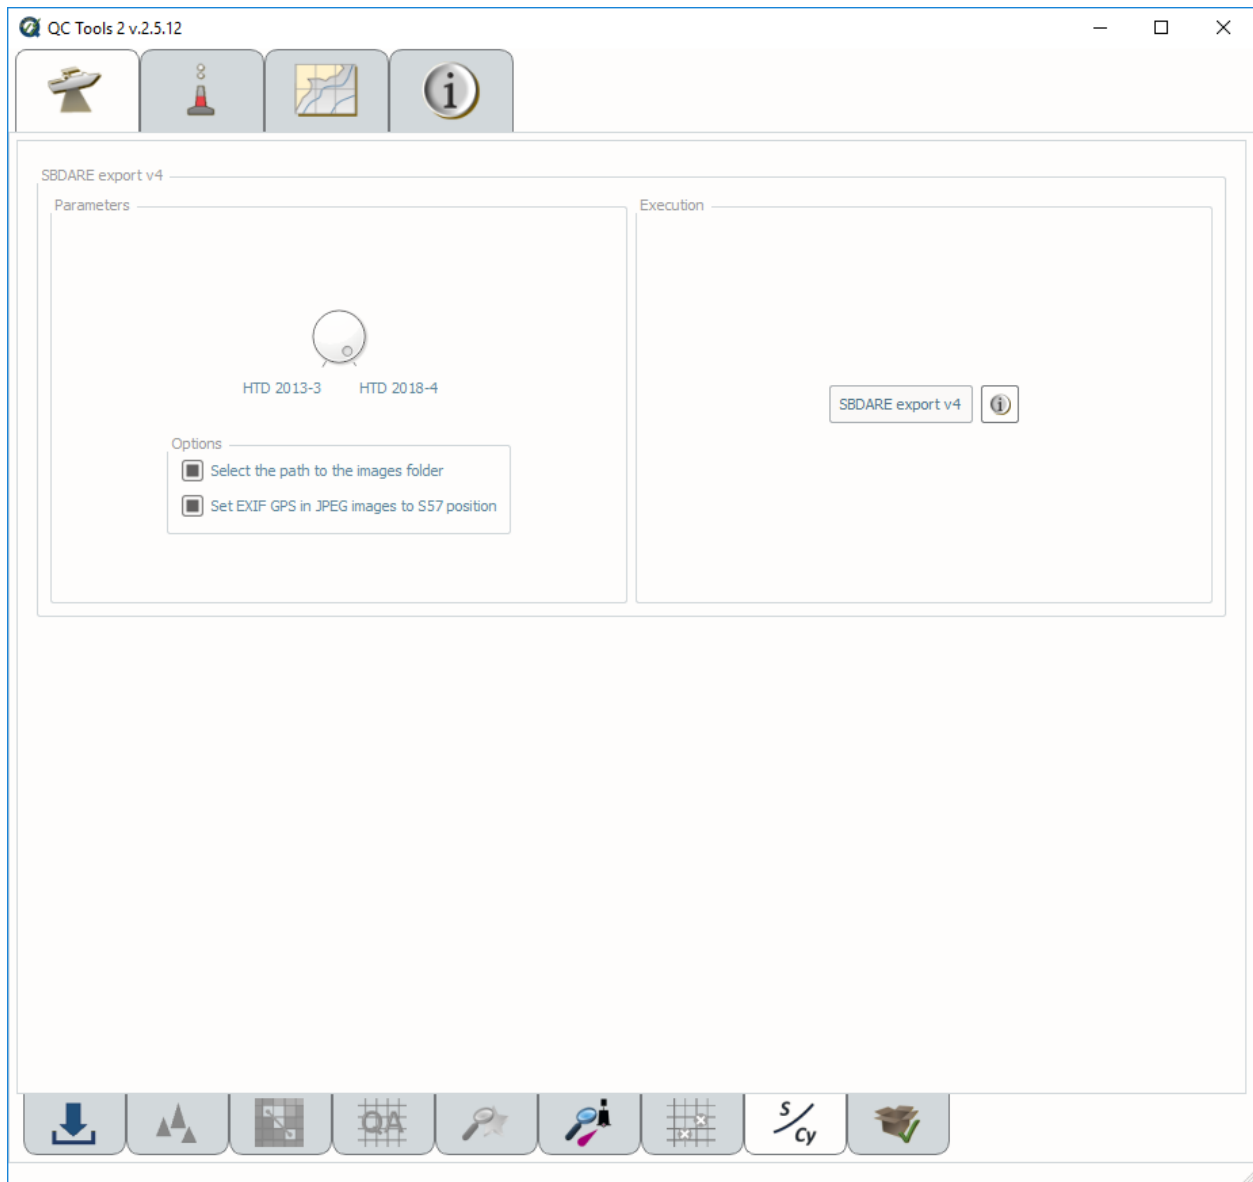 QC Tools 2 v.2.5.12
SBDARE export v4
Parameters
Execution
HTD 2013-3 HTD 2018-4
SBDARE export v4
Options
Select the path to the images folder
Set EXIF GPS in JPEG images to S57 position
QA
S/Cy